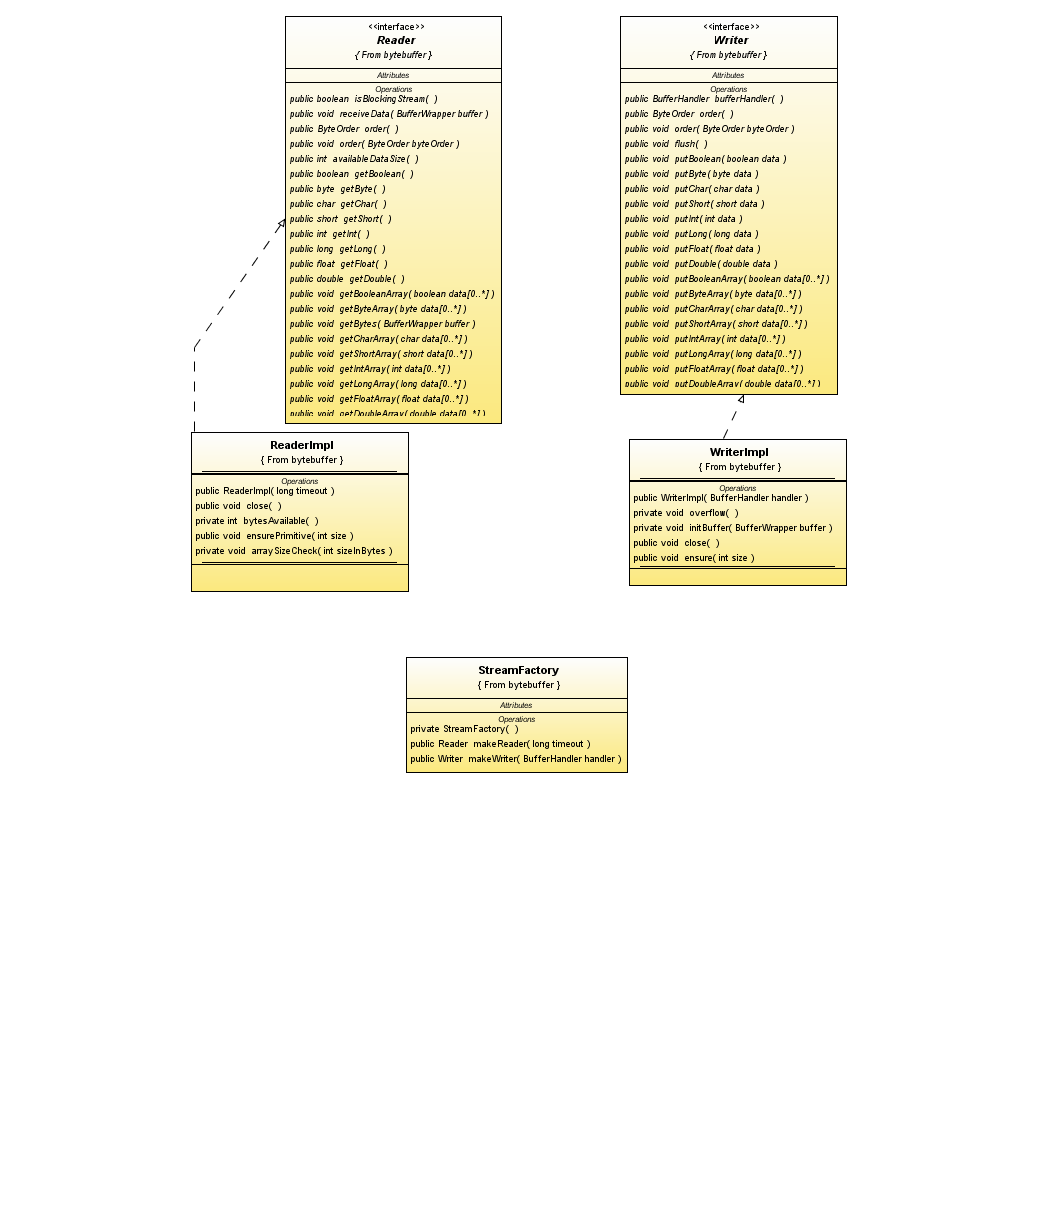 <<interface>>
Reader
{ From bytebuffer }
Attributes
Operations
public boolean isBlockingStream( )
public void receiveData( BufferWrapper buffer )
public ByteOrder order( )
public void order( ByteOrder byteOrder )
public int availableDataSize( )
public boolean getBoolean( )
public byte getByte( )
public char getChar( )
public short getShort( )
public int getInt( )
public long getLong( )
public float getFloat( )
public double getDouble( )
public void getBooleanArray( boolean data[0..*] )
public void getByteArray( byte data[0..*] )
public void getBytes( BufferWrapper buffer )
public void getCharArray( char data[0..*] )
public void getShortArray( short data[0..*] )
public void getIntArray( int data[0..*] )
public void getLongArray( long data[0..*] )
public void getFloatArray( float data[0..*] )
public void getDoubleArray( double data[0..*] )
<<interface>>
Writer
{ From bytebuffer }
Attributes
Operations
public BufferHandler bufferHandler( )
public ByteOrder order( )
public void order( ByteOrder byteOrder )
public void flush( )
public void putBoolean( boolean data )
public void putByte( byte data )
public void putChar( char data )
public void putShort( short data )
public void putInt( int data )
public void putLong( long data )
public void putFloat( float data )
public void putDouble( double data )
public void putBooleanArray( boolean data[0..*] )
public void putByteArray( byte data[0..*] )
public void putCharArray( char data[0..*] )
public void putShortArray( short data[0..*] )
public void putIntArray( int data[0..*] )
public void putLongArray( long data[0..*] )
public void putFloatArray( float data[0..*] )
public void putDoubleArray( double data[0..*] )
ReaderImpl
{ From bytebuffer }
Operations
public ReaderImpl( long timeout )
public void close( )
private int bytesAvailable( )
public void ensurePrimitive( int size )
private void arraySizeCheck( int sizeInBytes )
WriterImpl
{ From bytebuffer }
Operations
public WriterImpl( BufferHandler handler )
private void overflow( )
private void initBuffer( BufferWrapper buffer )
public void close( )
public void ensure( int size )
StreamFactory
{ From bytebuffer }
Attributes
Operations
private StreamFactory( )
public Reader makeReader( long timeout )
public Writer makeWriter( BufferHandler handler )